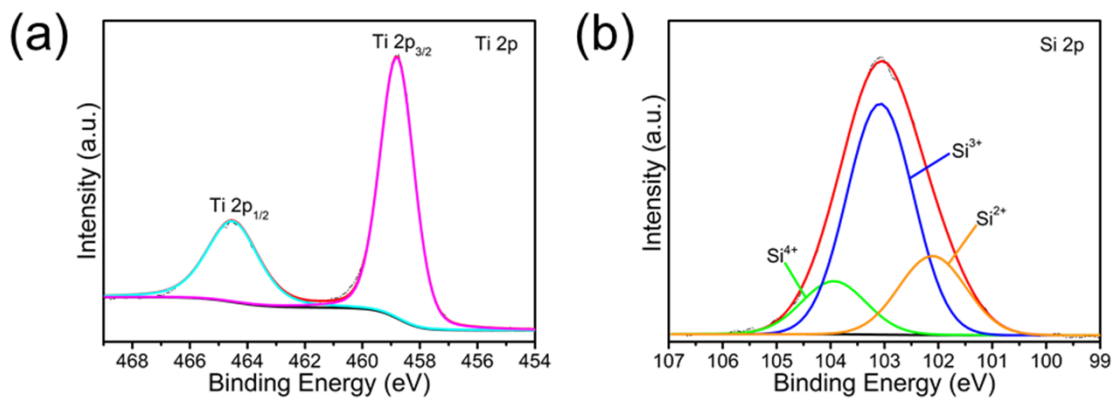 (a)
Ti 2p
Ti 2p3/2
Ti 2p1/2
Intensity (a.u.)
468 466 464 462 460 458 456 454
Binding Energy (eV)
(b)
Si 2p
Si3+
Si2+
Si4+
Intensity (a.u.)
107 106 105 104 103 102 101 100 99
Binding Energy (eV)